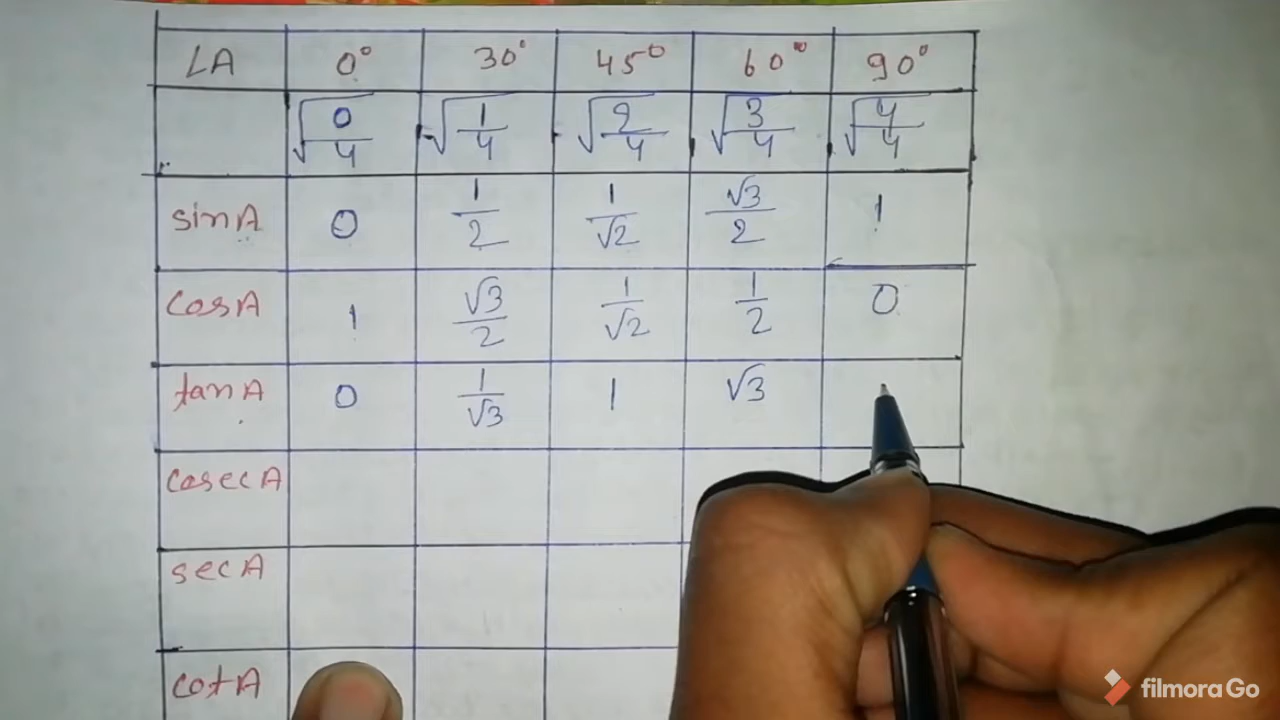 ∠A 0° 30° 45° 60° 90°
√0/4 √1/4 √2/4 √3/4 √4/4
sinA 0 1/2 1/√2 √3/2 1
cosA 1 √3/2 1/√2 1/2 0
tanA 0 1/√3 1 √3
cosecA
secA
cotA
filmoraGo